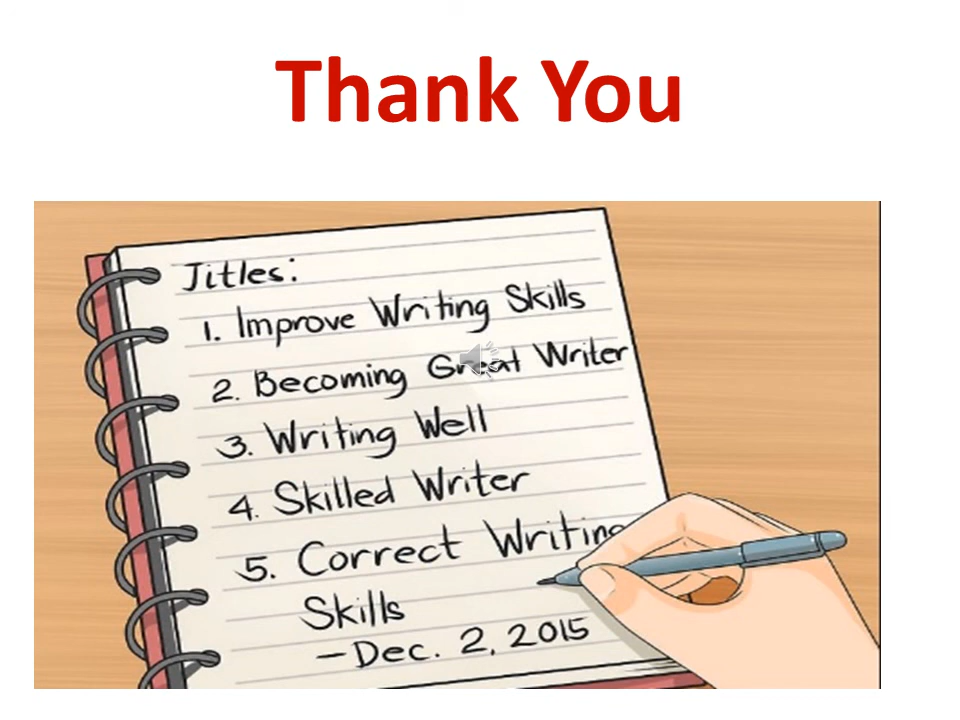 Thank You
Titles:
1. Improve Writing Skills
2. Becoming Great Writer
3. Writing Well
4. Skilled Writer
5. Correct Writing
Skills
-Dec. 2, 2015